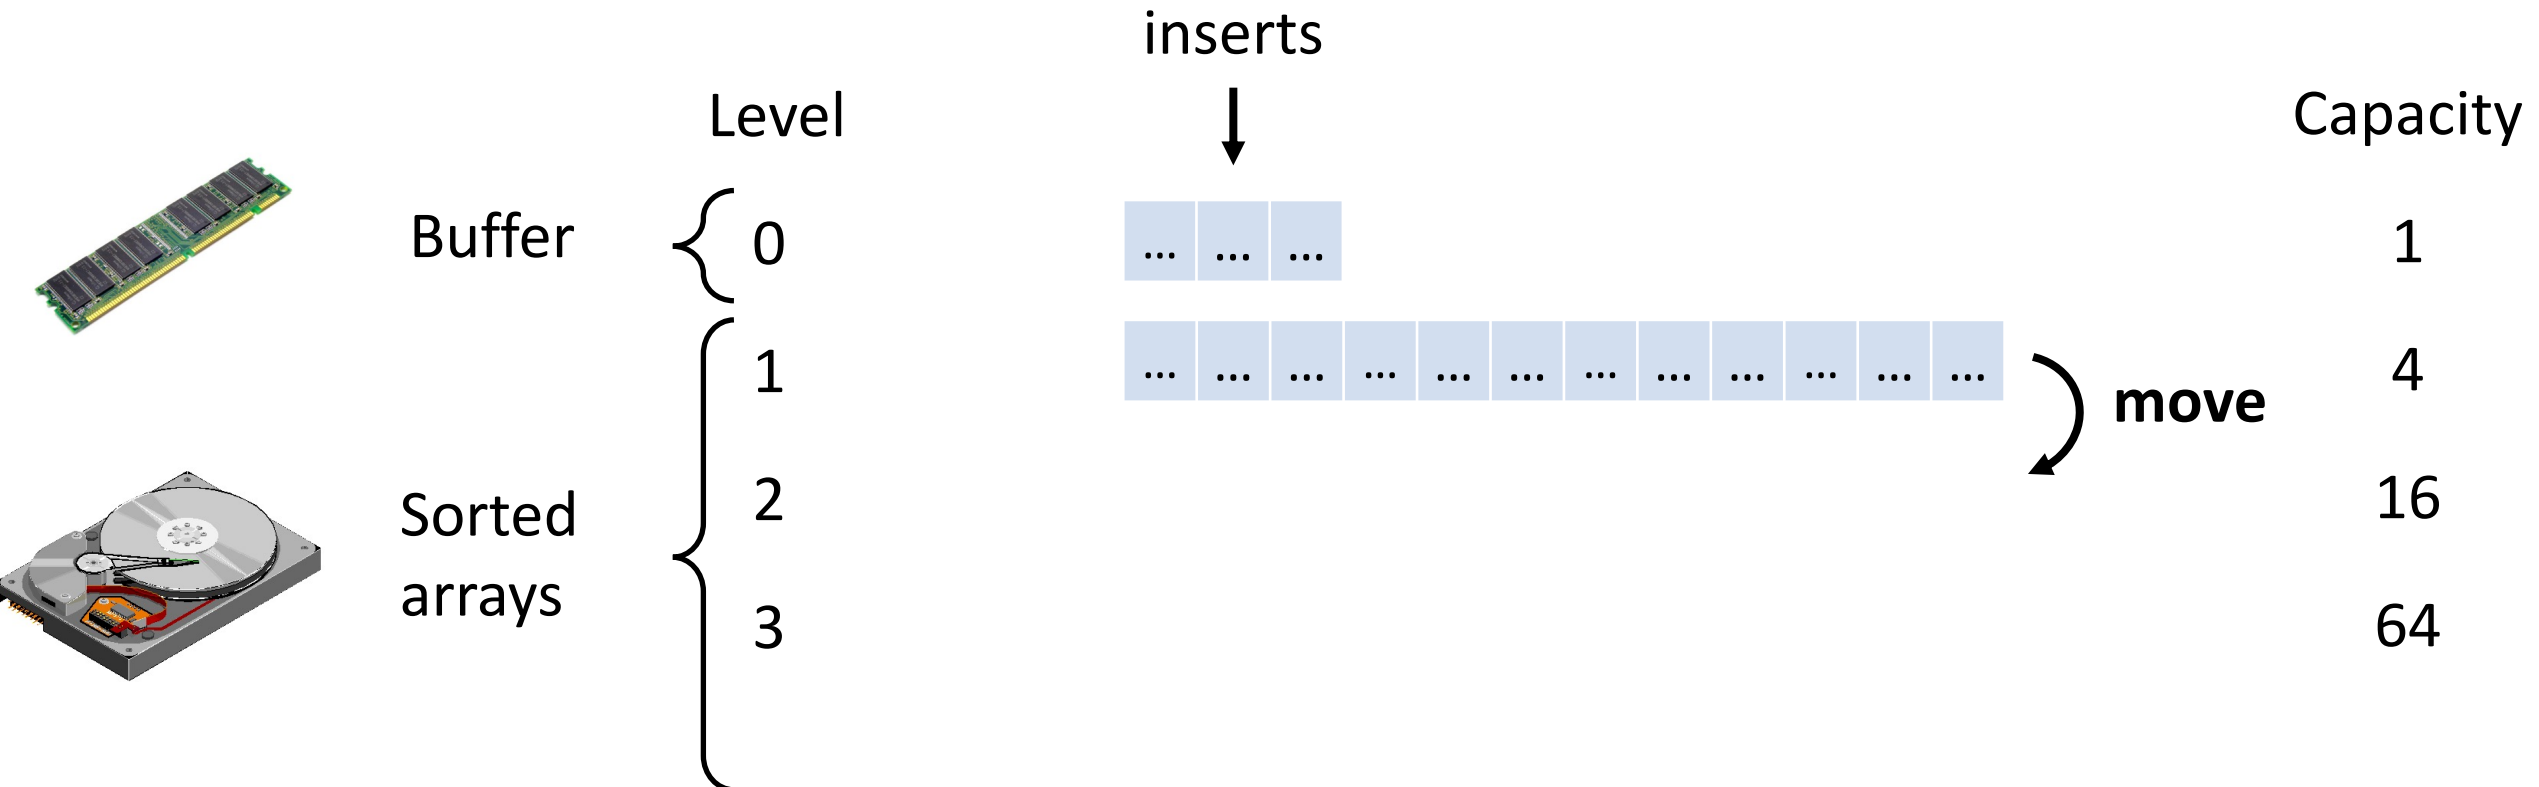 inserts
Level
Capacity
Buffer
0
... ... ...
1
1
... ... ... ... ... ... ... ... ... ... ... ...
4
move
2
16
Sorted
arrays
3
64